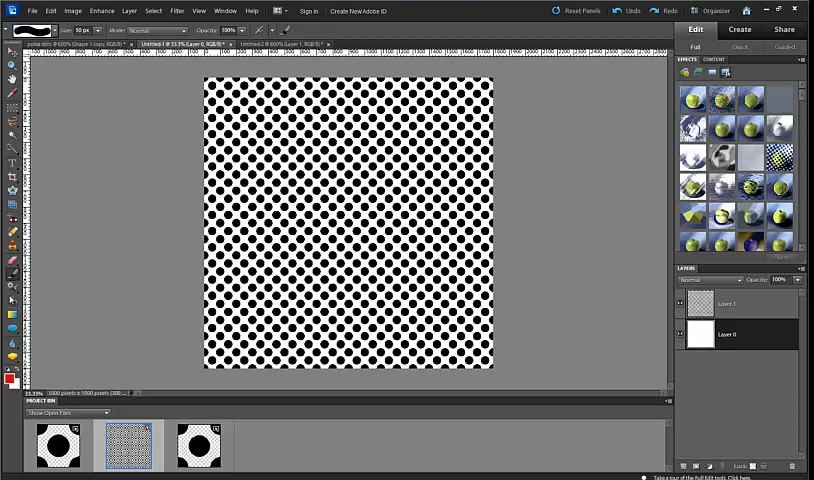 File Edit Image Enhance Layer Select Filter View Window Help Sign In Create New Adobe ID Reset Panels Undo Redo Organizer
Size: 50 px Mode: Normal Opacity: 100%
Edit Create Share
polka dots @ 600% (Shape 1 copy, RGB/8) * Untitled-1 @ 33.3% (Layer 0, RGB/8) * Untitled-2 @ 600% (Layer 1, RGB/8) *
Full Quick Guided
EFFECTS CONTENT
LAYERS
Normal Opacity: 100%
Layer 1
Layer 0
33.33% 1800 pixels x 1800 pixels (300
PROJECT BIN
Show Open Files
Lock:
Take a tour of the Full Edit tools. Click here.